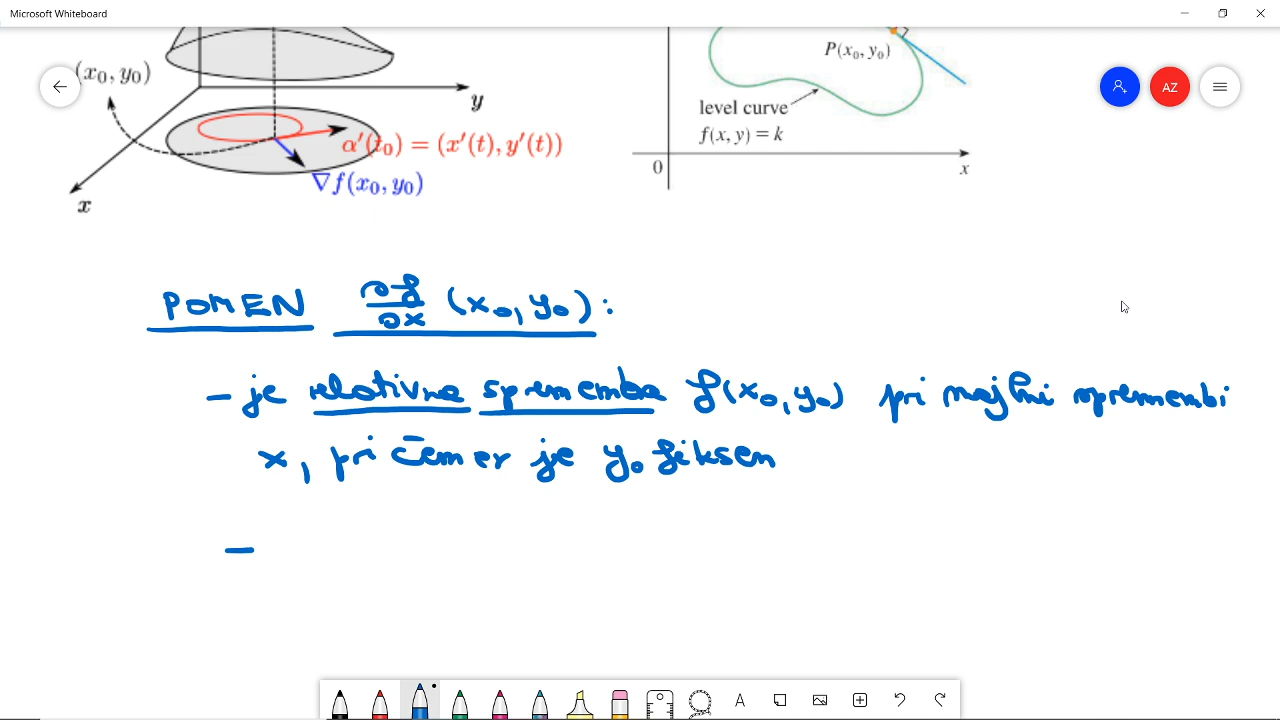 Microsoft Whiteboard
(x₀, y₀)
P(x₀, y₀)
AZ
y
level curve
f(x, y) = k
α′(t₀) = (x′(t), y′(t))
0
x
∇f(x₀, y₀)
x
POMEN ∂f/∂x (x₀, y₀):
- je relativna sprememba f(x₀, y₀) pri majhni spremembi
x, pri čemer je y₀ fiksen
-
A